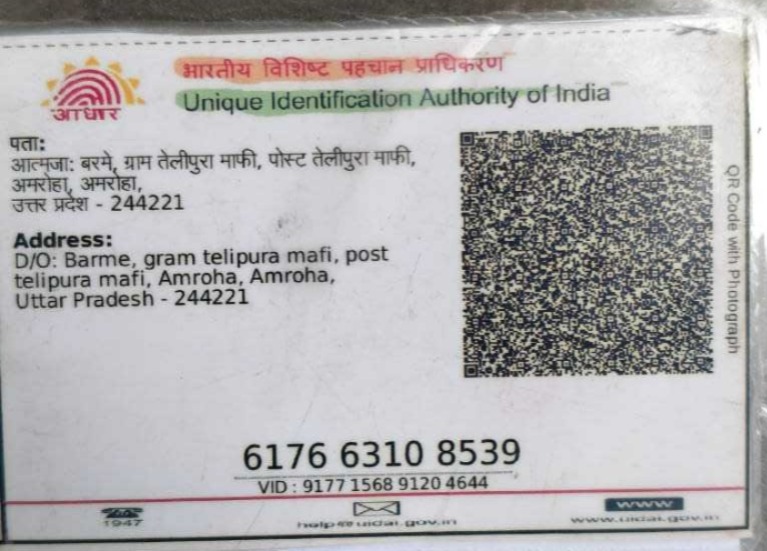 भारतीय विशिष्ट पहचान प्राधिकरण
Unique Identification Authority of India
आधार
पता:
आत्मजा: बरमे, ग्राम तेलीपुरा माफी, पोस्ट तेलीपुरा माफी,
अमरोहा, अमरोहा,
उत्तर प्रदेश - 244221
Address:
D/O: Barme, gram telipura mafi, post
telipura mafi, Amroha, Amroha,
Uttar Pradesh - 244221
QR Code with Photograph
6176 6310 8539
VID : 9177 1568 9120 4644
1947
help@uidai.gov.in
www
www.uidai.gov.in